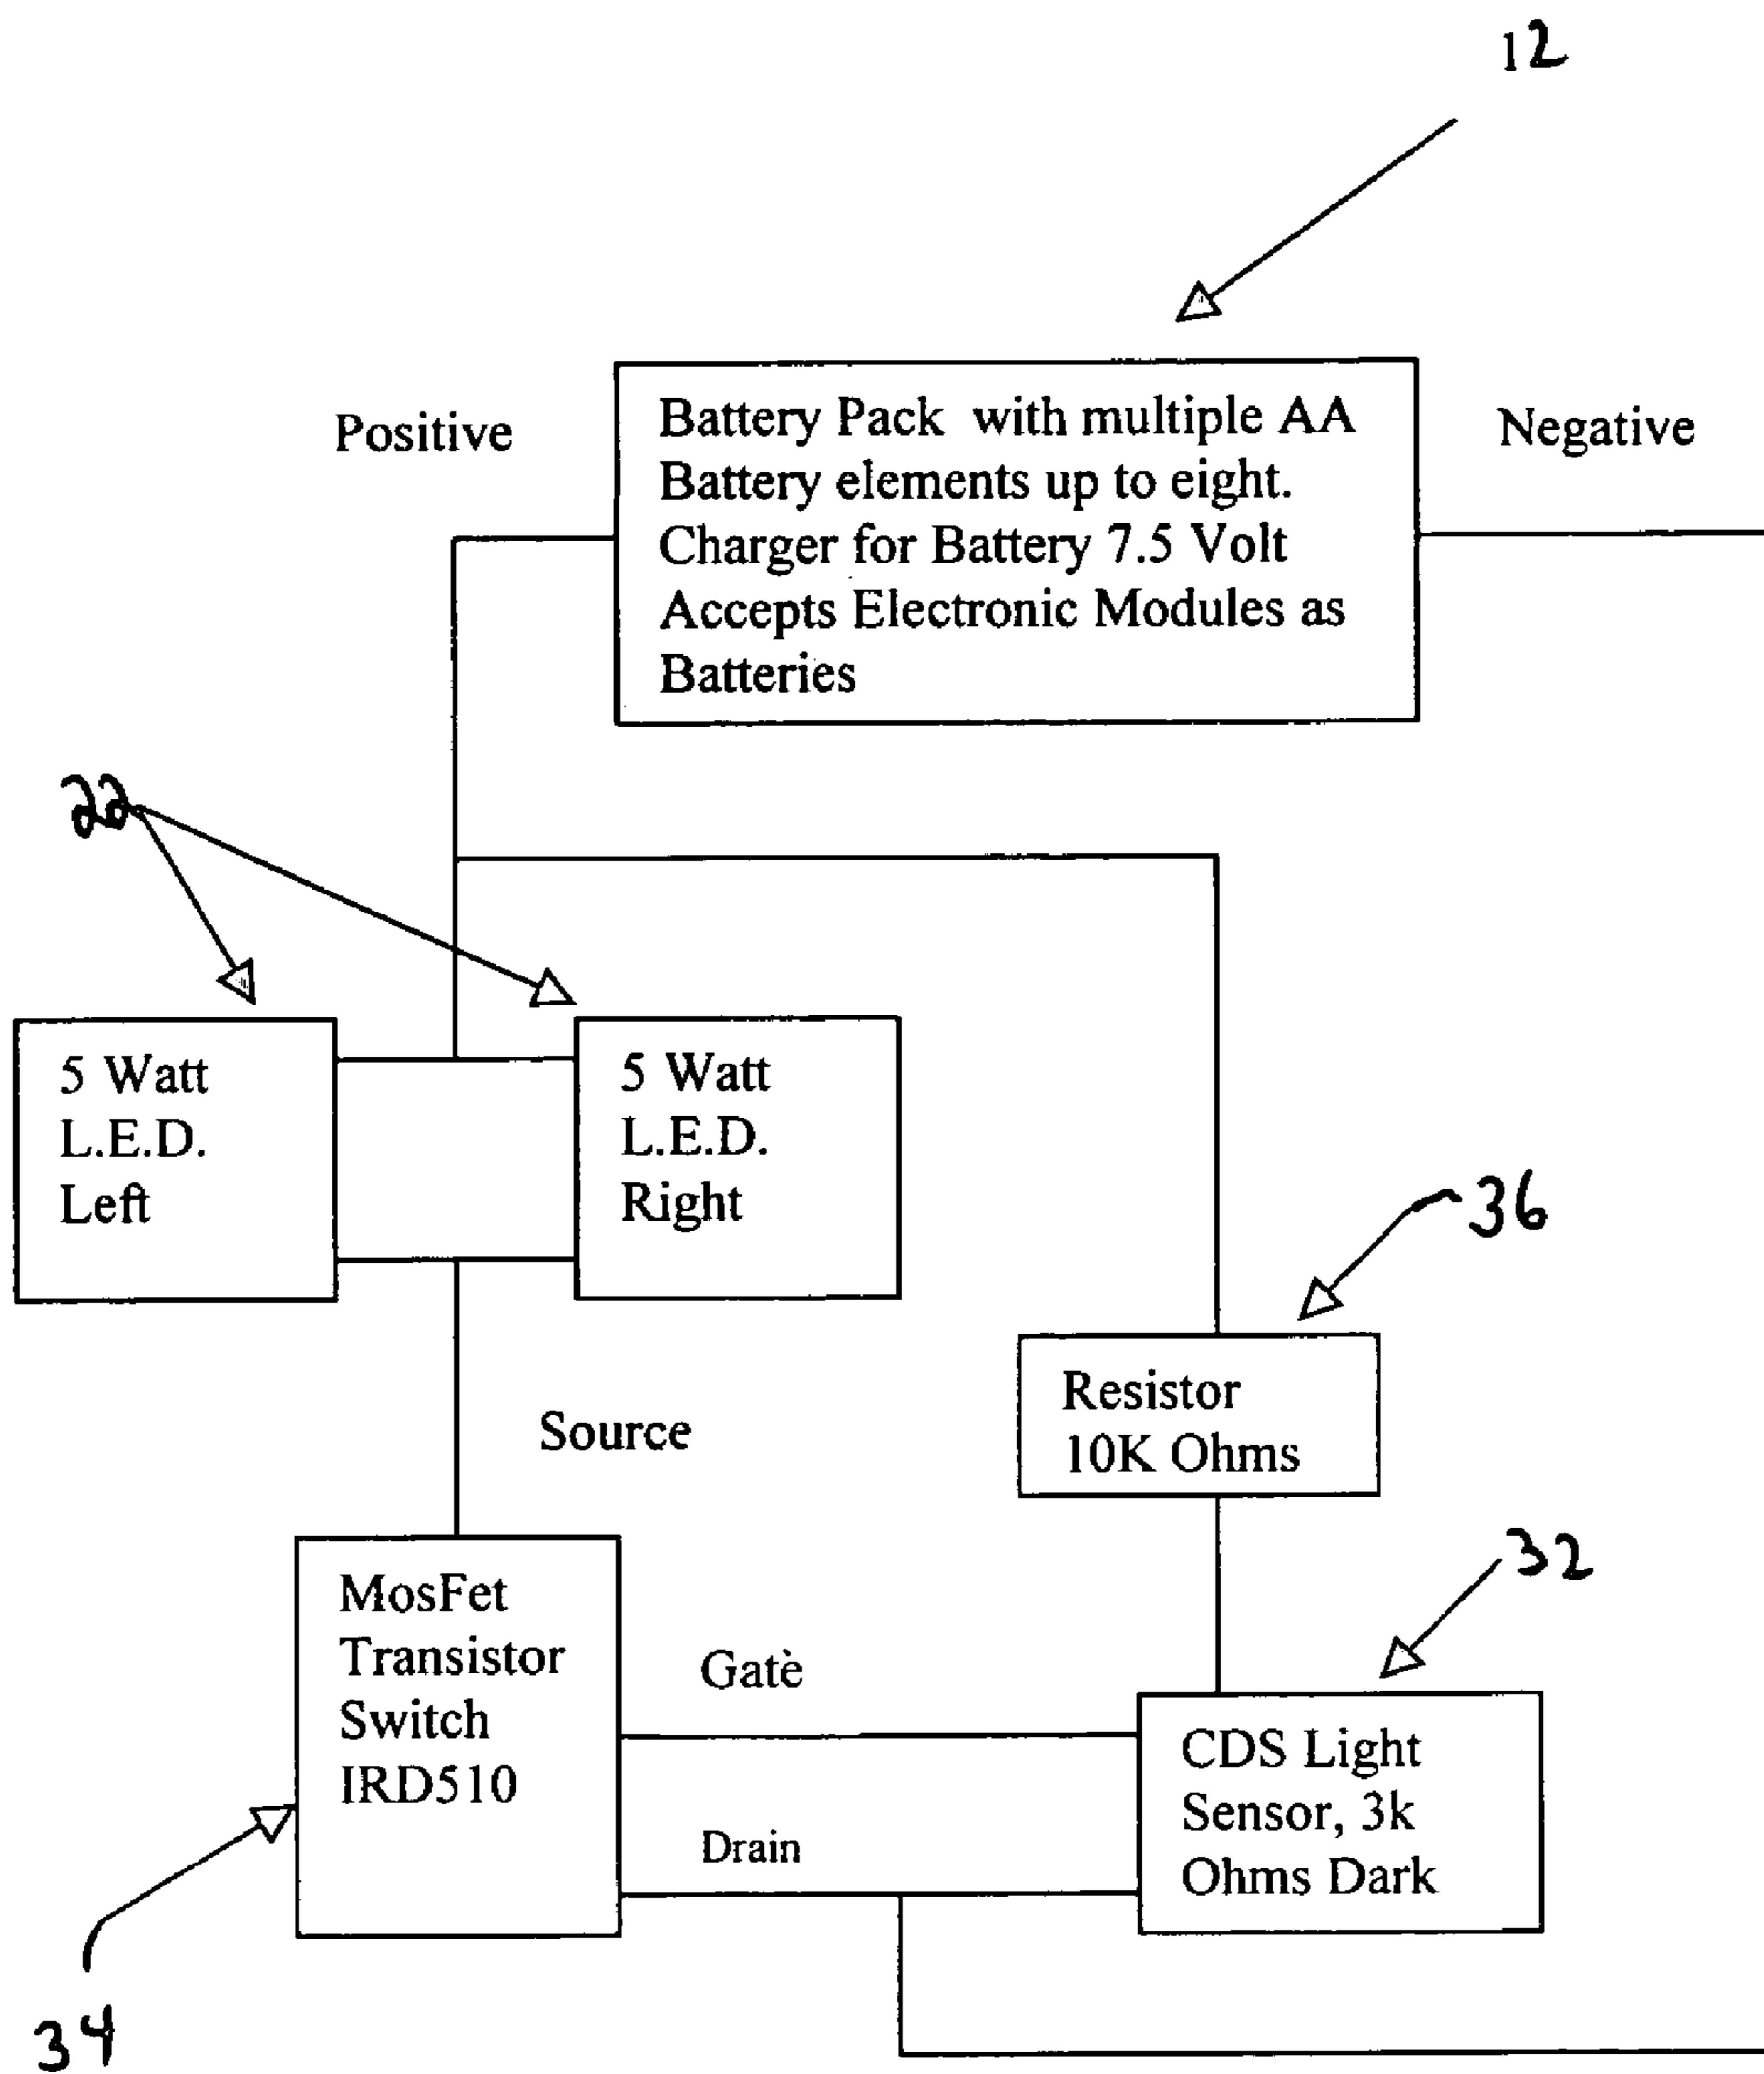 12
Positive
Battery Pack with multiple AA
Battery elements up to eight.
Charger for Battery 7.5 Volt
Accepts Electronic Modules as
Batteries
Negative
22
5 Watt
L.E.D.
Left
5 Watt
L.E.D.
Right
36
Resistor
10K Ohms
Source
32
MosFet
Transistor
Switch
IRD510
Gate
Drain
CDS Light
Sensor, 3k
Ohms Dark
34